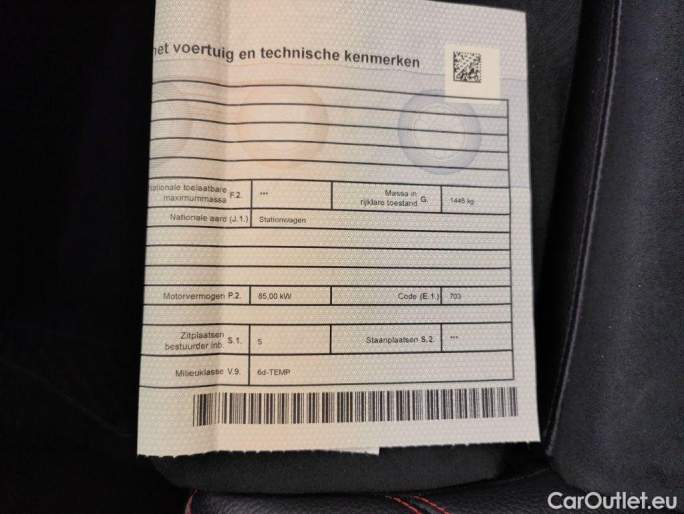 het voertuig en technische kenmerken
Nationale toelaatbare maximummassa F.2. *** Massa in rijklare toestand G. 1445 kg
Nationale aard (J.1.) Stationwagen
Motorvermogen P.2. 85,00 kW Code (E.1.) 703
Zitplaatsen bestuurder inb. S.1. 5 Staanplaatsen S.2. ***
Milieuklasse V.9. 6d-TEMP
CarOutlet.eu